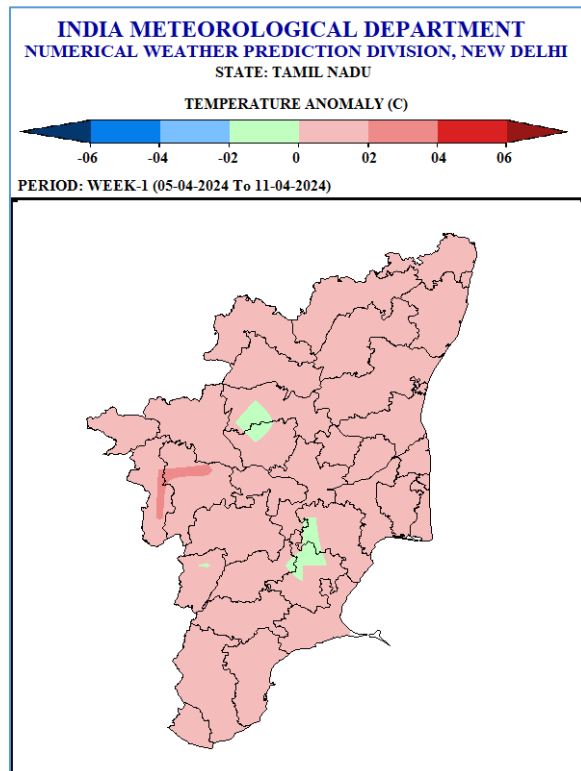 INDIA METEOROLOGICAL DEPARTMENT
NUMERICAL WEATHER PREDICTION DIVISION, NEW DELHI
STATE: TAMIL NADU
TEMPERATURE ANOMALY (C)
-06 -04 -02 0 02 04 06
PERIOD: WEEK-1 (05-04-2024 To 11-04-2024)